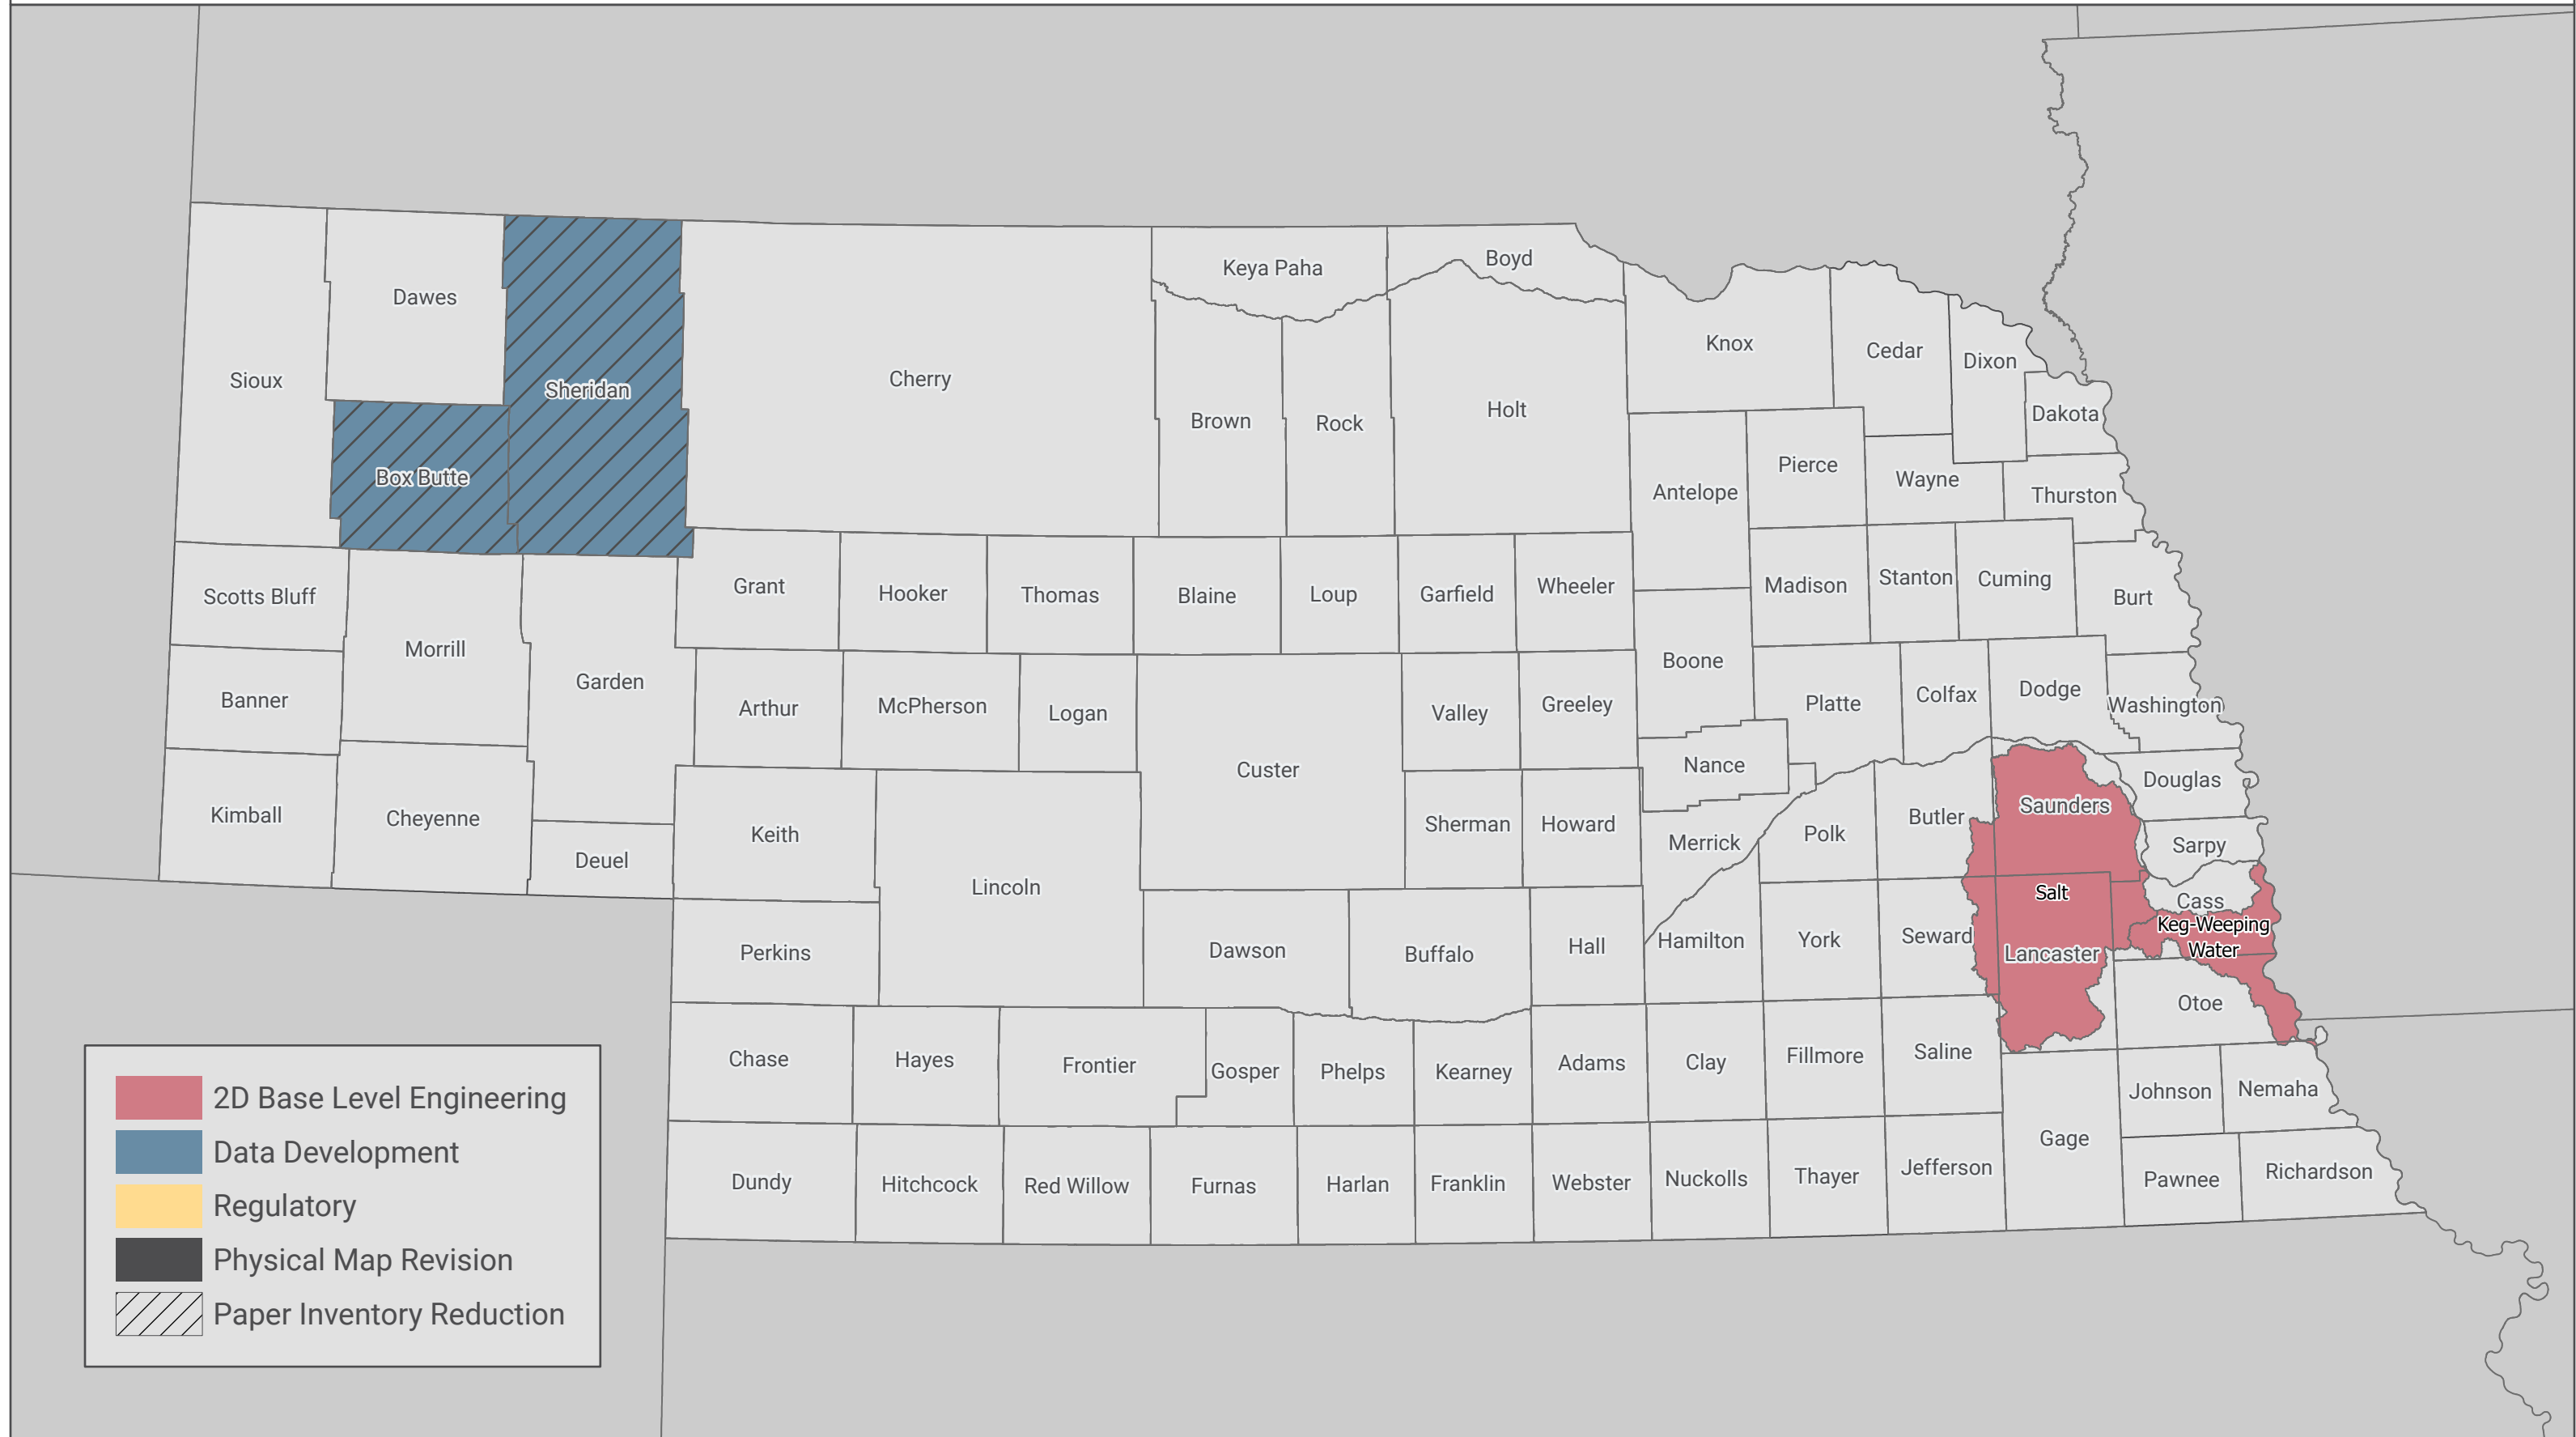 Keya Paha
Boyd
Dawes
Knox
Cedar
Dixon
Sioux
Sheridan
Cherry
Brown
Rock
Holt
Dakota
Box Butte
Antelope
Pierce
Wayne
Thurston
Scotts Bluff
Grant
Hooker
Thomas
Blaine
Loup
Garfield
Wheeler
Madison
Stanton
Cuming
Burt
Morrill
Garden
Boone
Banner
Arthur
McPherson
Logan
Valley
Greeley
Platte
Colfax
Dodge
Washington
Custer
Nance
Douglas
Kimball
Cheyenne
Deuel
Keith
Lincoln
Sherman
Howard
Merrick
Polk
Butler
Saunders
Sarpy
Salt
Cass
Keg-Weeping
Water
Perkins
Dawson
Buffalo
Hall
Hamilton
York
Seward
Lancaster
Otoe
Chase
Hayes
Frontier
Gosper
Phelps
Kearney
Adams
Clay
Fillmore
Saline
Johnson
Nemaha
Dundy
Hitchcock
Red Willow
Furnas
Harlan
Franklin
Webster
Nuckolls
Thayer
Jefferson
Gage
Pawnee
Richardson
2D Base Level Engineering
Data Development
Regulatory
Physical Map Revision
Paper Inventory Reduction